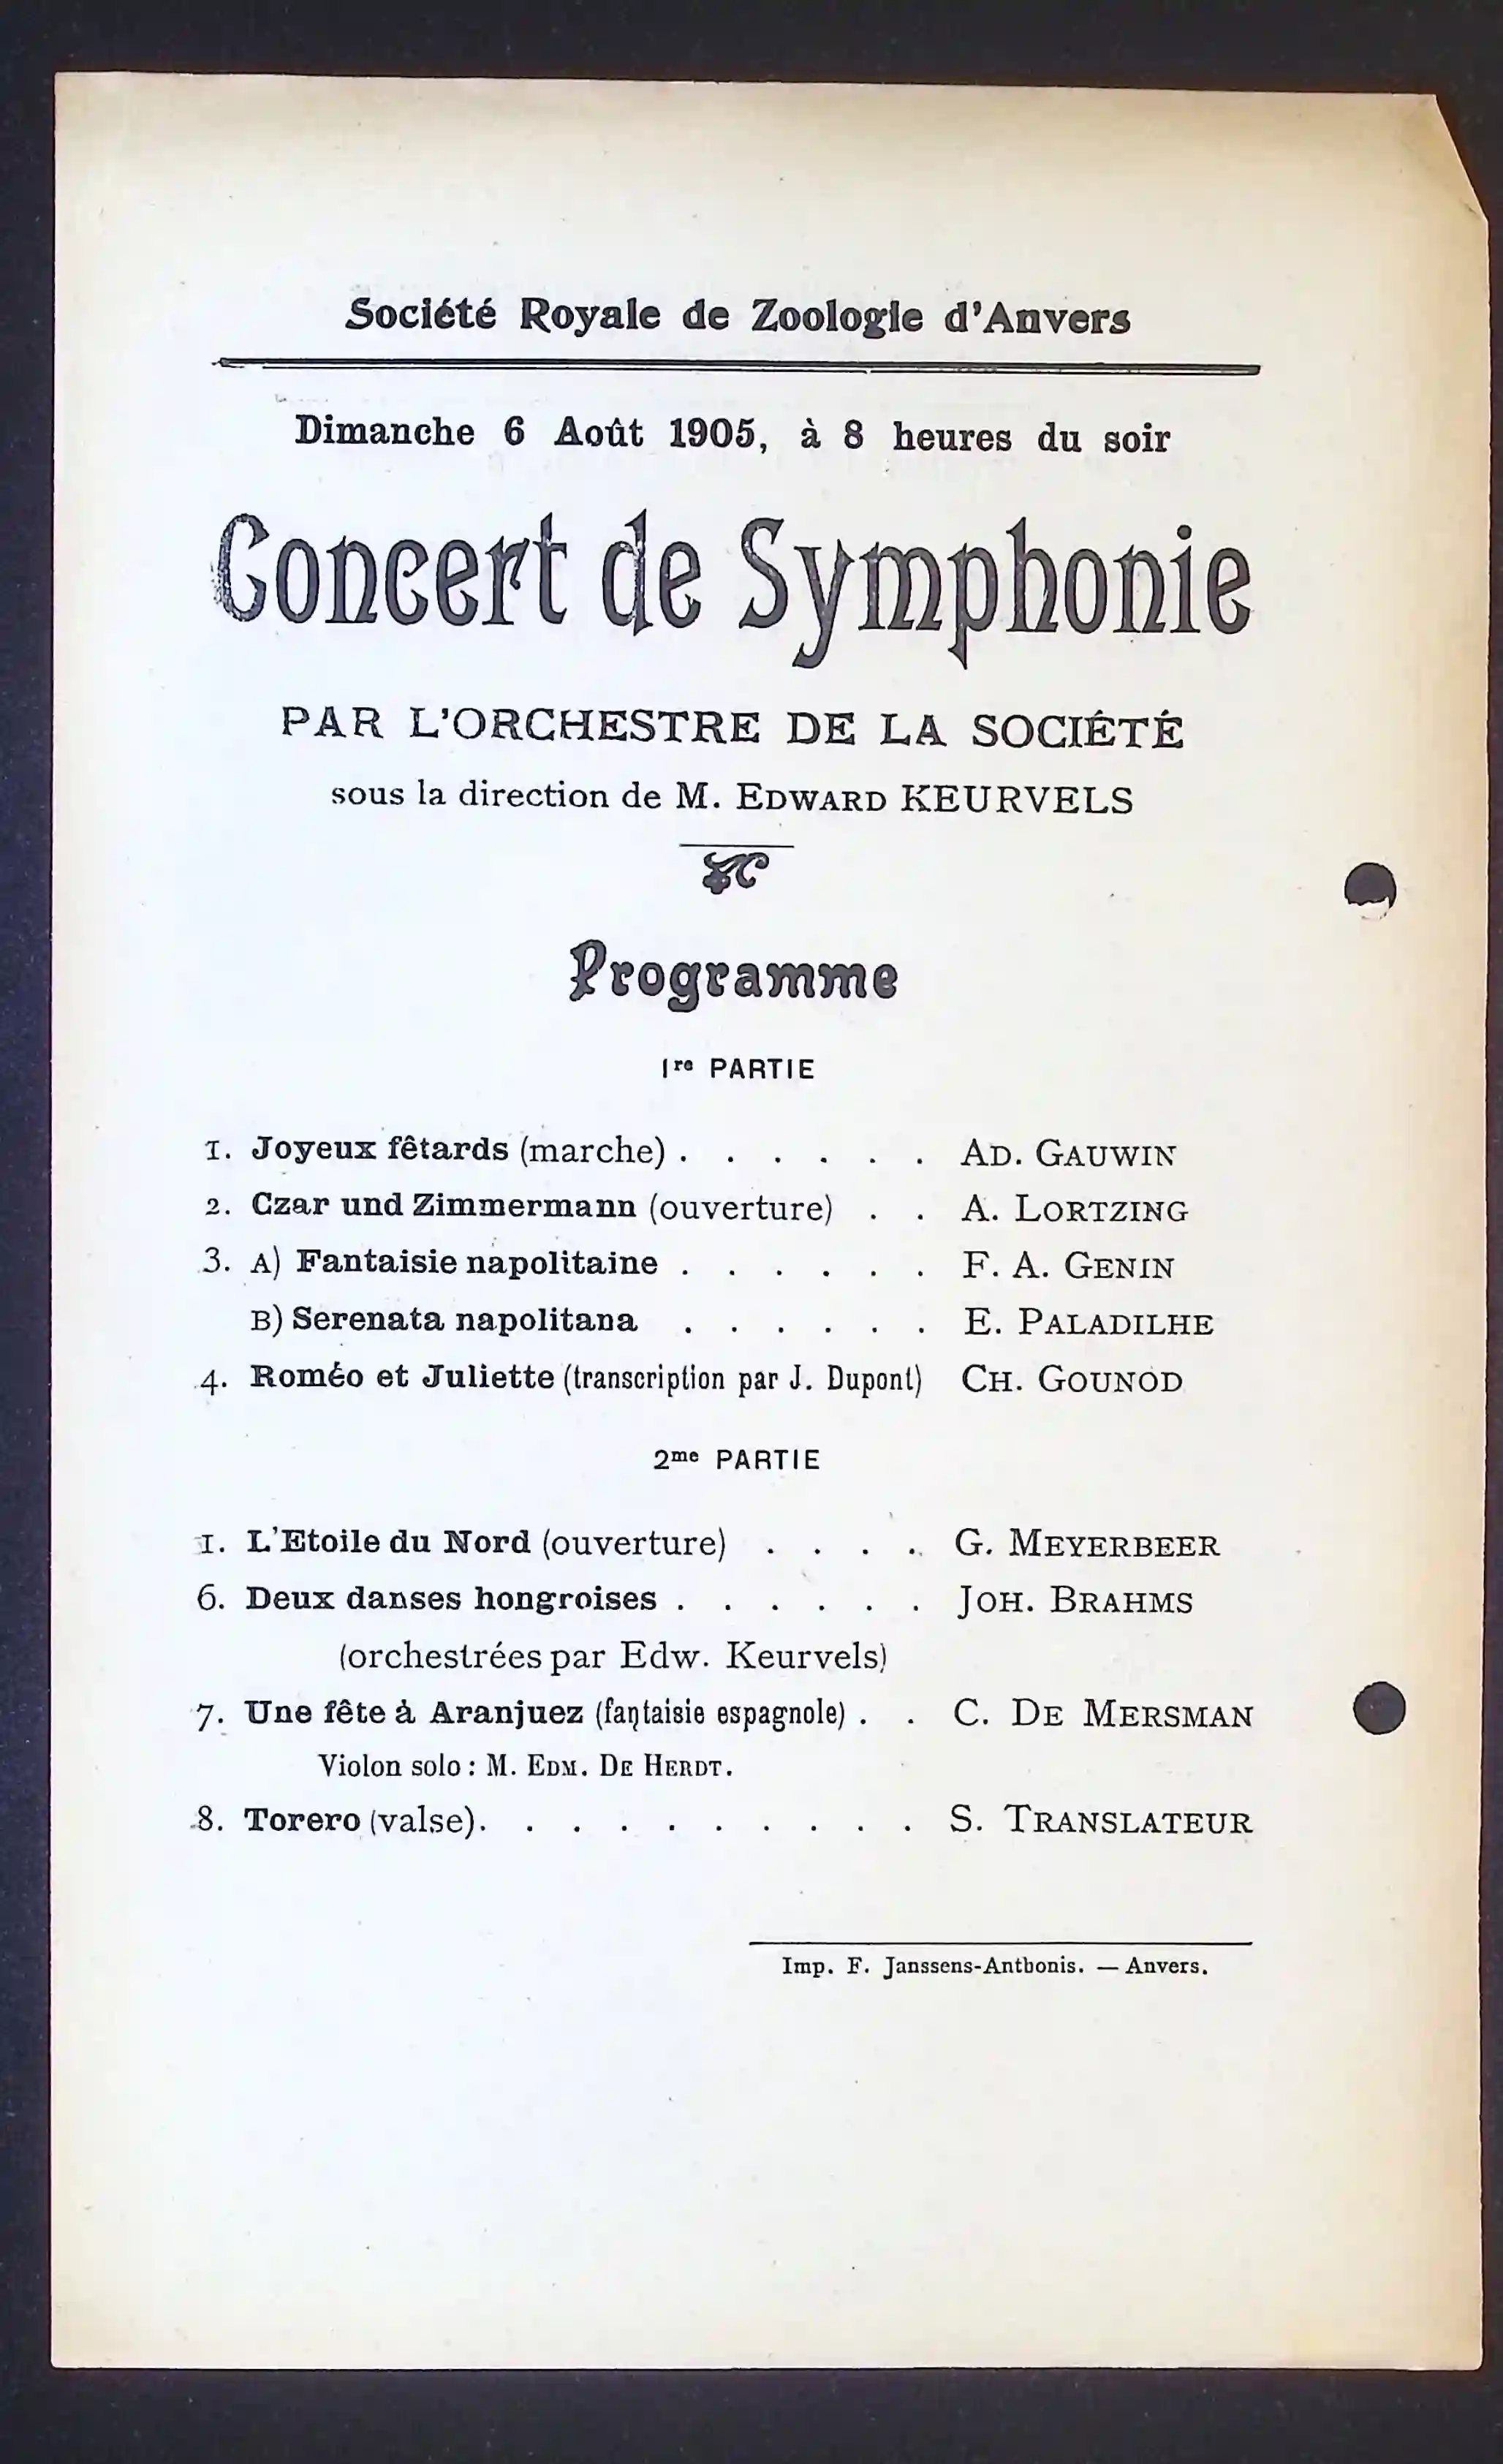 Société Royale de Zoologie d'Anvers
Dimanche 6 Août 1905, à 8 heures du soir
Concert de Symphonie
PAR L'ORCHESTRE DE LA SOCIÉTÉ
sous la direction de M. EDWARD KEURVELS
Programme
1re PARTIE
1. Joyeux fêtards (marche) . . . . . . AD. GAUWIN
2. Czar und Zimmermann (ouverture) . . A. LORTZING
3. A) Fantaisie napolitaine . . . . . . F. A. GENIN
B) Serenata napolitana . . . . . . E. PALADILHE
4. Roméo et Juliette (transcription par J. Dupont) CH. GOUNOD
2me PARTIE
1. L'Etoile du Nord (ouverture) . . . . G. MEYERBEER
6. Deux danses hongroises . . . . . . JOH. BRAHMS
(orchestrées par Edw. Keurvels)
7. Une fête à Aranjuez (fantaisie espagnole) . . C. DE MERSMAN
Violon solo : M. EDM. DE HERDT.
8. Torero (valse). . . . . . . . . . S. TRANSLATEUR
Imp. F. Janssens-Anthonis. — Anvers.